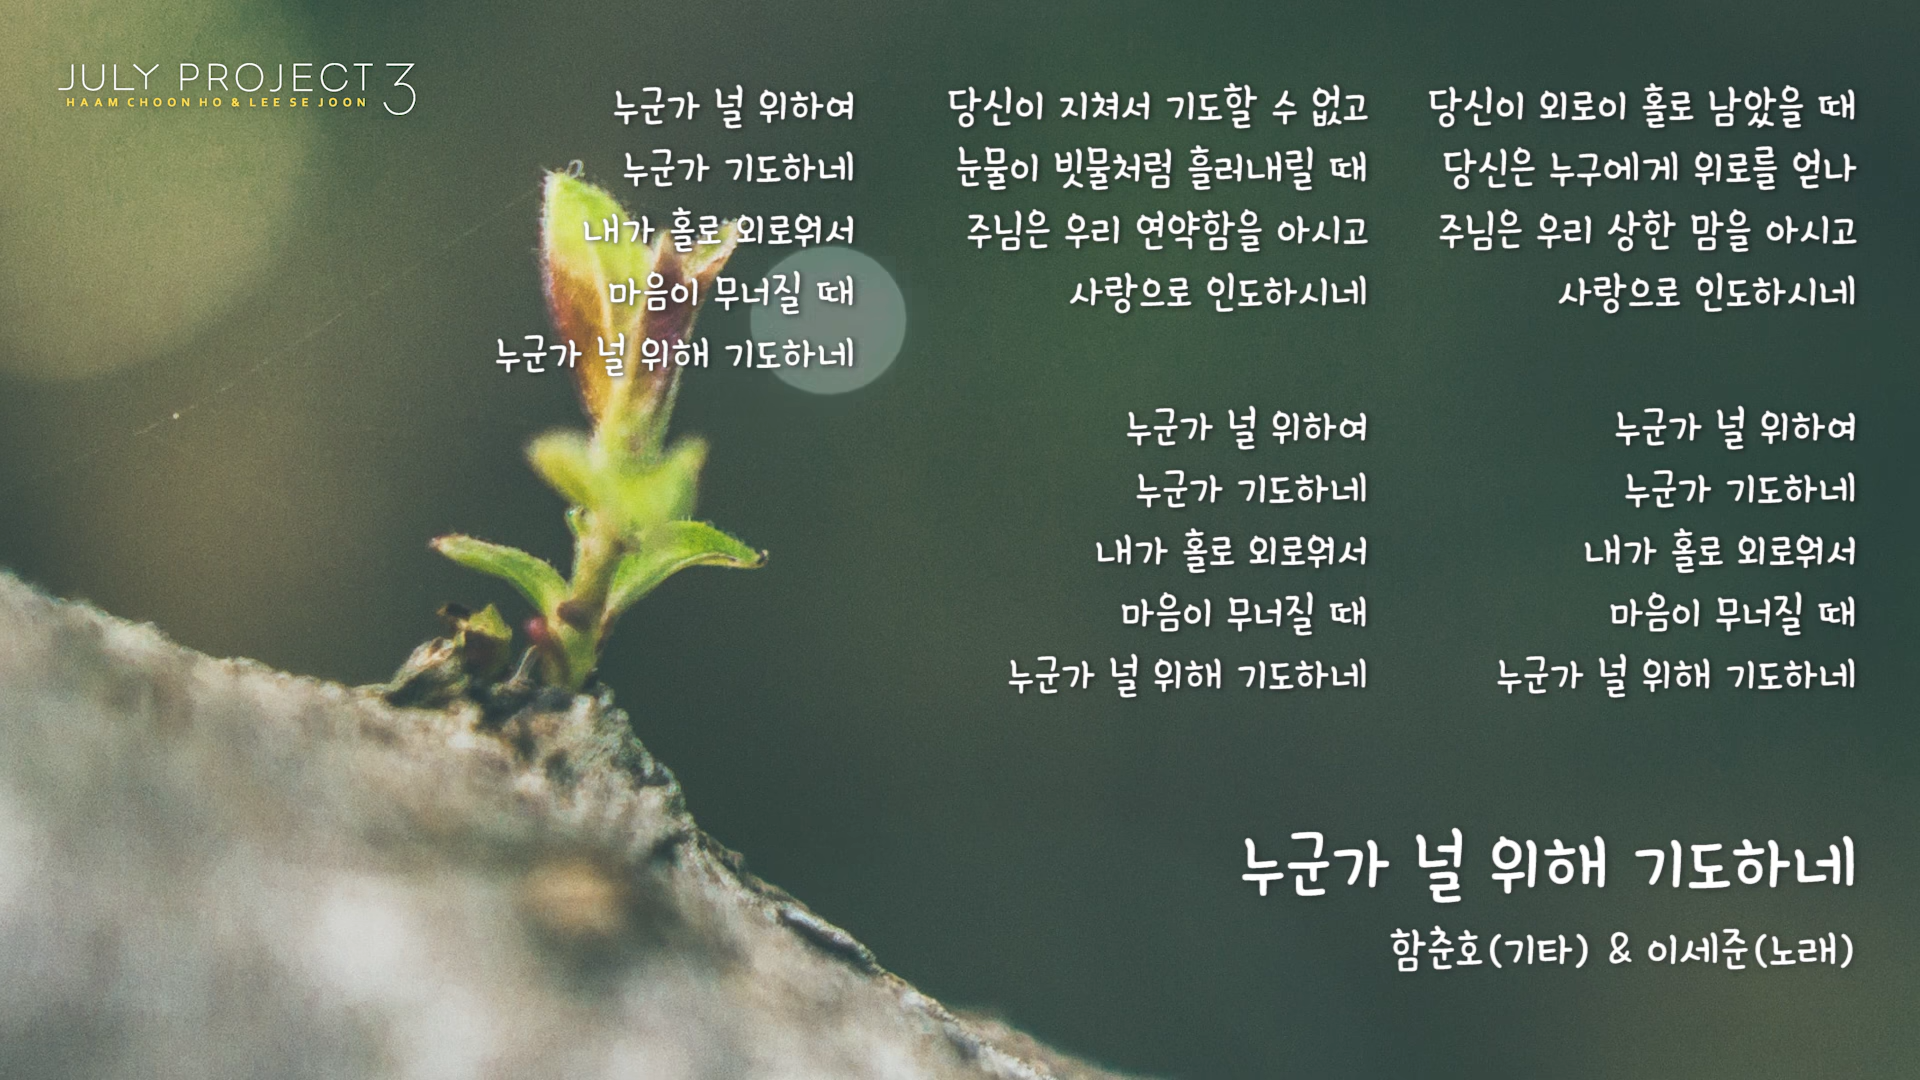 JULY PROJECT 3
HAAM CHOON HO & LEE SE JOON
누군가 널 위하여
누군가 기도하네
내가 홀로 외로워서
마음이 무너질 때
누군가 널 위해 기도하네
당신이 지쳐서 기도할 수 없고
눈물이 빗물처럼 흘러내릴 때
주님은 우리 연약함을 아시고
사랑으로 인도하시네
누군가 널 위하여
누군가 기도하네
내가 홀로 외로워서
마음이 무너질 때
누군가 널 위해 기도하네
당신이 외로이 홀로 남았을 때
당신은 누구에게 위로를 얻나
주님은 우리 상한 맘을 아시고
사랑으로 인도하시네
누군가 널 위하여
누군가 기도하네
내가 홀로 외로워서
마음이 무너질 때
누군가 널 위해 기도하네
누군가 널 위해 기도하네
함춘호(기타) & 이세준(노래)